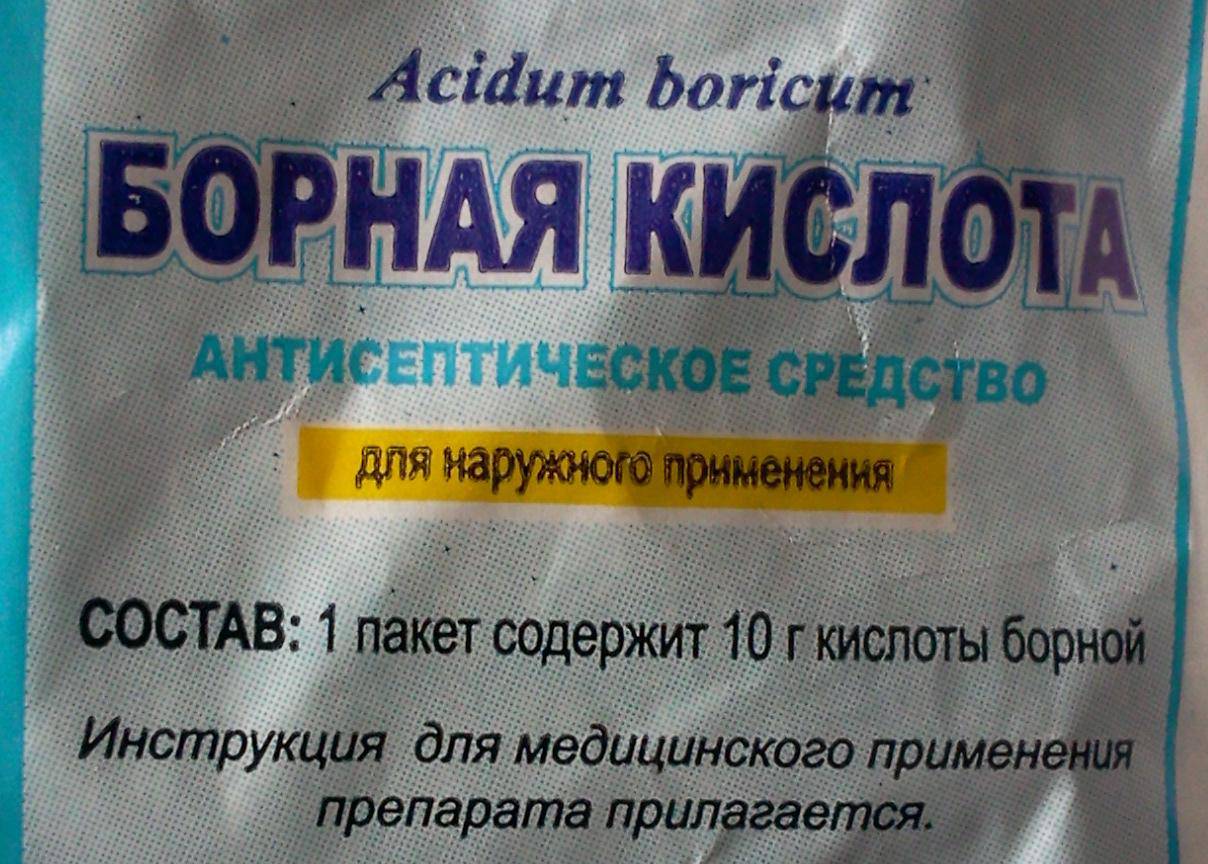 Acidum boricum
БОРНАЯ КИСЛОТА
АНТИСЕПТИЧЕСКОЕ СРЕДСТВО
для наружного применения
СОСТАВ: 1 пакет содержит 10 г кислоты борной
Инструкция для медицинского применения
препарата прилагается.